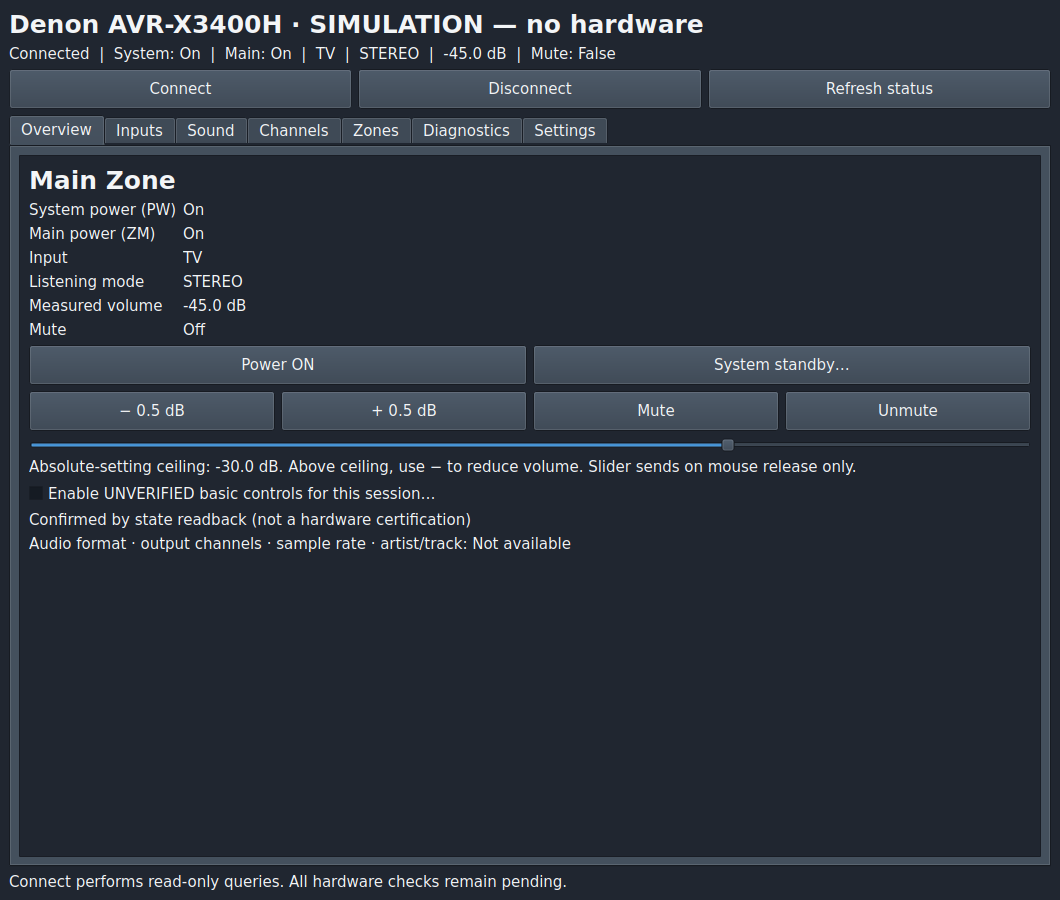 Denon AVR-X3400H · SIMULATION — no hardware
Connected | System: On | Main: On | TV | STEREO | -45.0 dB | Mute: False
Connect Disconnect Refresh status
Overview Inputs Sound Channels Zones Diagnostics Settings
Main Zone
System power (PW) On
Main power (ZM) On
Input TV
Listening mode STEREO
Measured volume -45.0 dB
Mute Off
Power ON System standby…
− 0.5 dB + 0.5 dB Mute Unmute
Absolute-setting ceiling: -30.0 dB. Above ceiling, use − to reduce volume. Slider sends on mouse release only.
Enable UNVERIFIED basic controls for this session…
Confirmed by state readback (not a hardware certification)
Audio format · output channels · sample rate · artist/track: Not available
Connect performs read-only queries. All hardware checks remain pending.